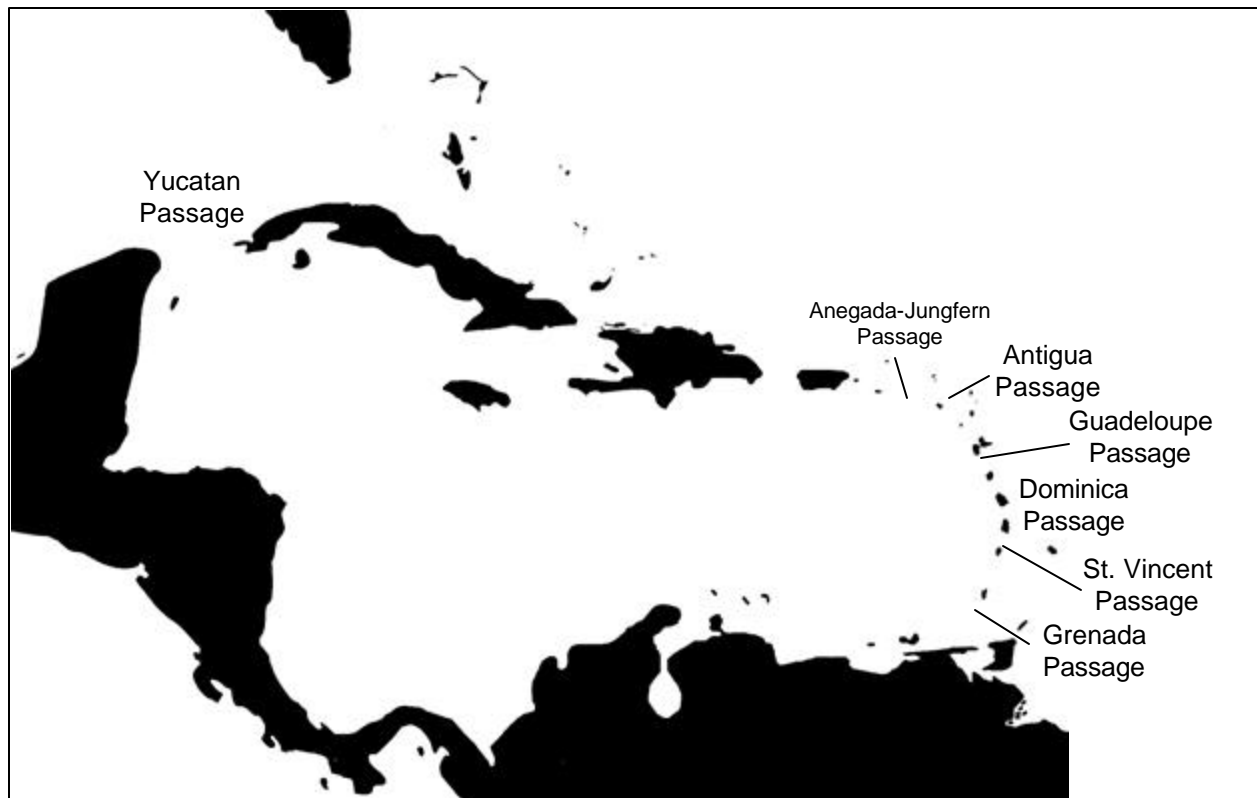 Yucatan
Passage
Anegada-Jungfern
Passage
Antigua
Passage
Guadeloupe
Passage
Dominica
Passage
St. Vincent
Passage
Grenada
Passage